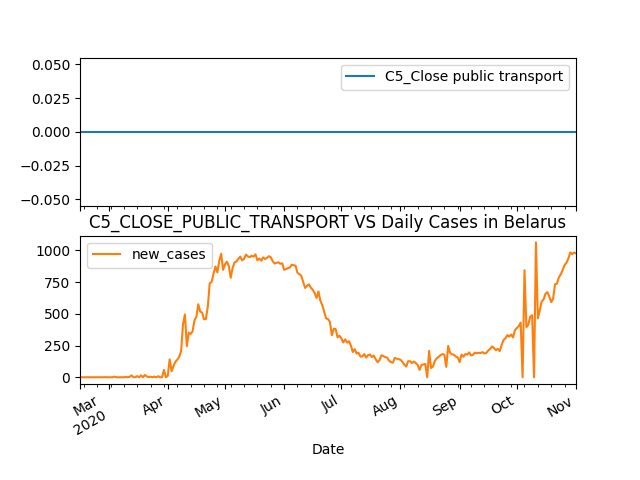 0.050
0.025
0.000
−0.025
−0.050
C5_Close public transport
C5_CLOSE_PUBLIC_TRANSPORT VS Daily Cases in Belarus
1000
750
500
250
0
new_cases
Mar
2020
Apr
May
Jun
Jul
Aug
Sep
Oct
Nov
Date